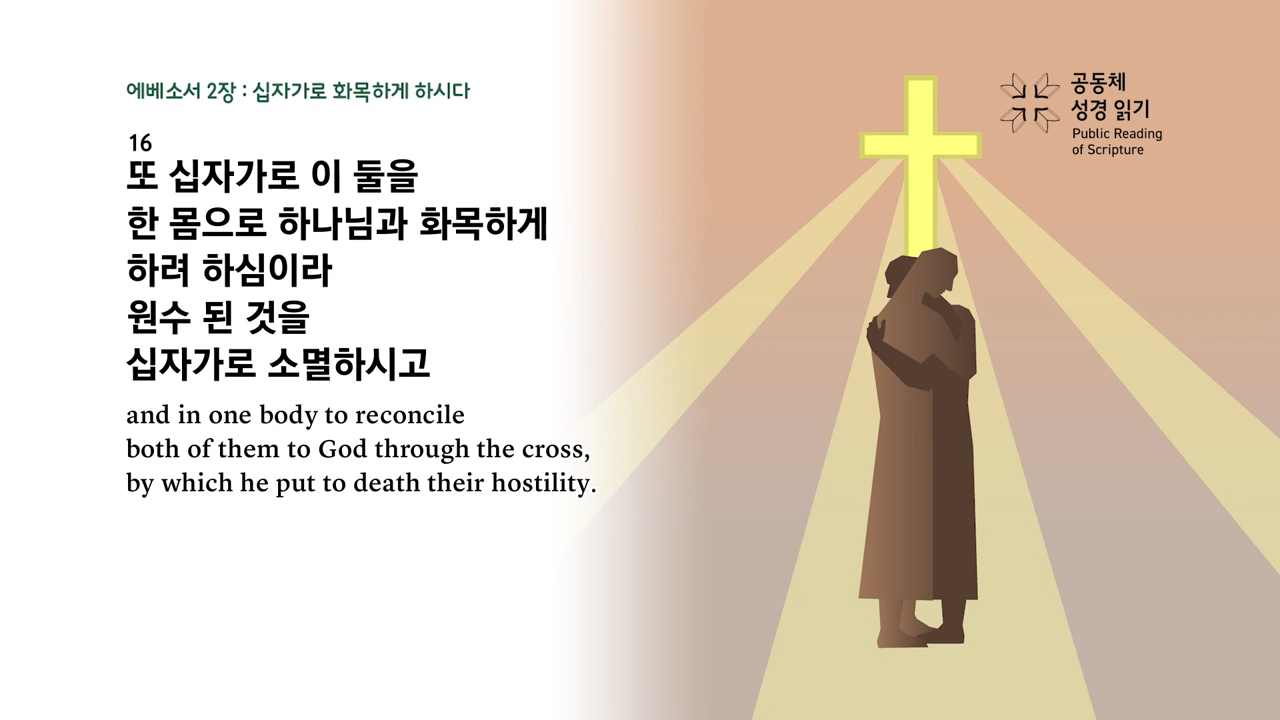 에베소서 2장 : 십자가로 화목하게 하시다
16
또 십자가로 이 둘을
한 몸으로 하나님과 화목하게
하려 하심이라
원수 된 것을
십자가로 소멸하시고
and in one body to reconcile
both of them to God through the cross,
by which he put to death their hostility.
공동체
성경 읽기
Public Reading
of Scripture